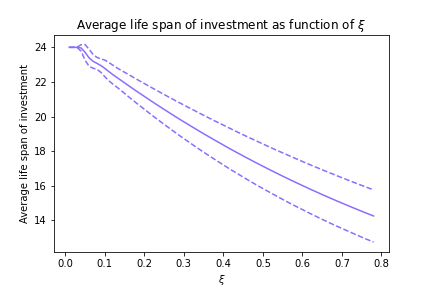 Average life span of investment as function of ξ
Average life span of investment
24
22
20
18
16
14
0.0 0.1 0.2 0.3 0.4 0.5 0.6 0.7 0.8
ξ